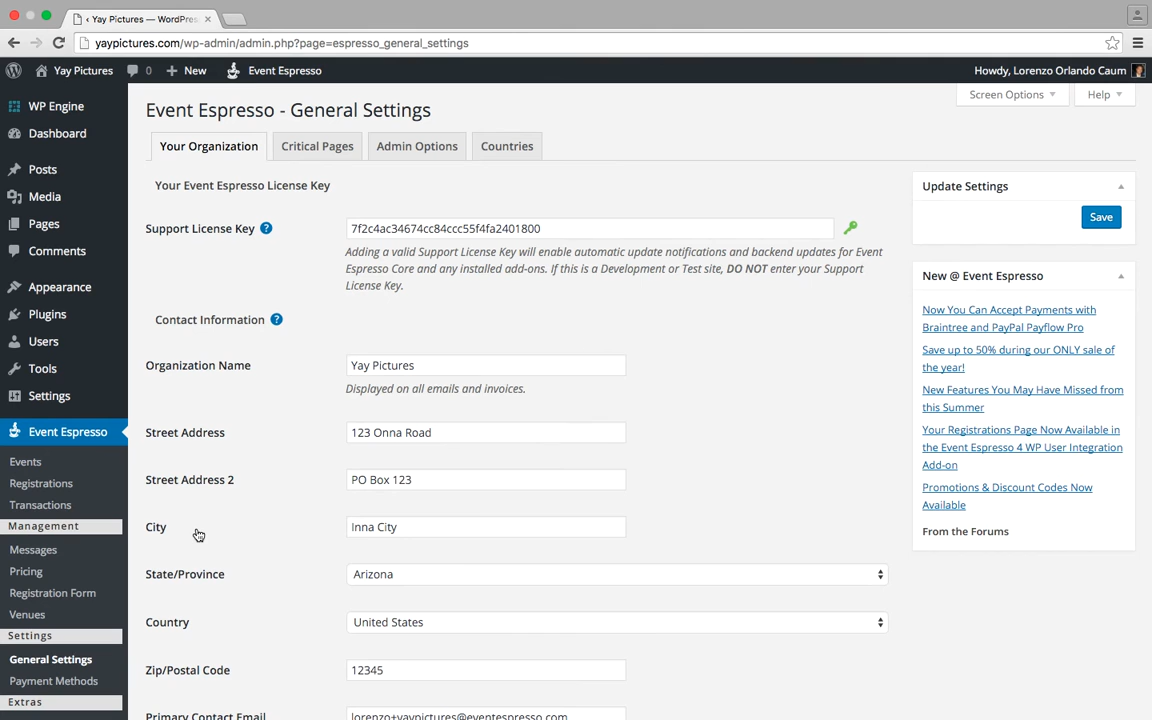 ‹ Yay Pictures — WordPres
yaypictures.com/wp-admin/admin.php?page=espresso_general_settings
Yay Pictures
0
New
Event Espresso
Howdy, Lorenzo Orlando Caum
WP Engine
Dashboard
Posts
Media
Pages
Comments
Appearance
Plugins
Users
Tools
Settings
Event Espresso
Events
Registrations
Transactions
Management
Messages
Pricing
Registration Form
Venues
Settings
General Settings
Payment Methods
Extras
Event Espresso - General Settings
Screen Options
Help
Your Organization
Critical Pages
Admin Options
Countries
Your Event Espresso License Key
Support License Key ?
7f2c4ac34674cc84ccc55f4fa2401800
Adding a valid Support License Key will enable automatic update notifications and backend updates for Event
Espresso Core and any installed add-ons. If this is a Development or Test site, DO NOT enter your Support
License Key.
Contact Information ?
Organization Name
Yay Pictures
Displayed on all emails and invoices.
Street Address
123 Onna Road
Street Address 2
PO Box 123
City
Inna City
State/Province
Arizona
Country
United States
Zip/Postal Code
12345
Primary Contact Email
lorenzo+yaypictures@eventespresso.com
Update Settings
Save
New @ Event Espresso
Now You Can Accept Payments with
Braintree and PayPal Payflow Pro
Save up to 50% during our ONLY sale of
the year!
New Features You May Have Missed from
this Summer
Your Registrations Page Now Available in
the Event Espresso 4 WP User Integration
Add-on
Promotions & Discount Codes Now
Available
From the Forums